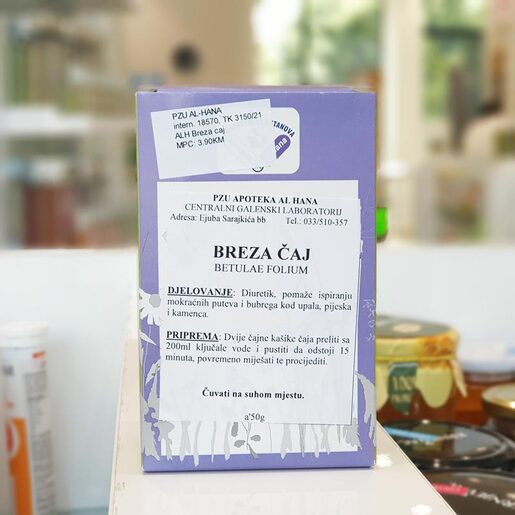 PZU AL-HANA
intern. 18570, TK 3150/21
ALH Breza caj
MPC: 3.90KM
PZU APOTEKA AL HANA
CENTRALNI GALENSKI LABORATORIJ
Adresa: Ejuba Sarajkića bb Tel.: 033/510-357
BREZA ČAJ
BETULAE FOLIUM
DJELOVANJE: Diuretik, pomaže ispiranju
mokraćnih puteva i bubrega kod upala, pijeska
i kamenca.
PRIPREMA: Dvije čajne kašike čaja preliti sa
200ml ključale vode i pustiti da odstoji 15
minuta, povremeno miješati te procijediti.
Čuvati na suhom mjestu.
a'50g